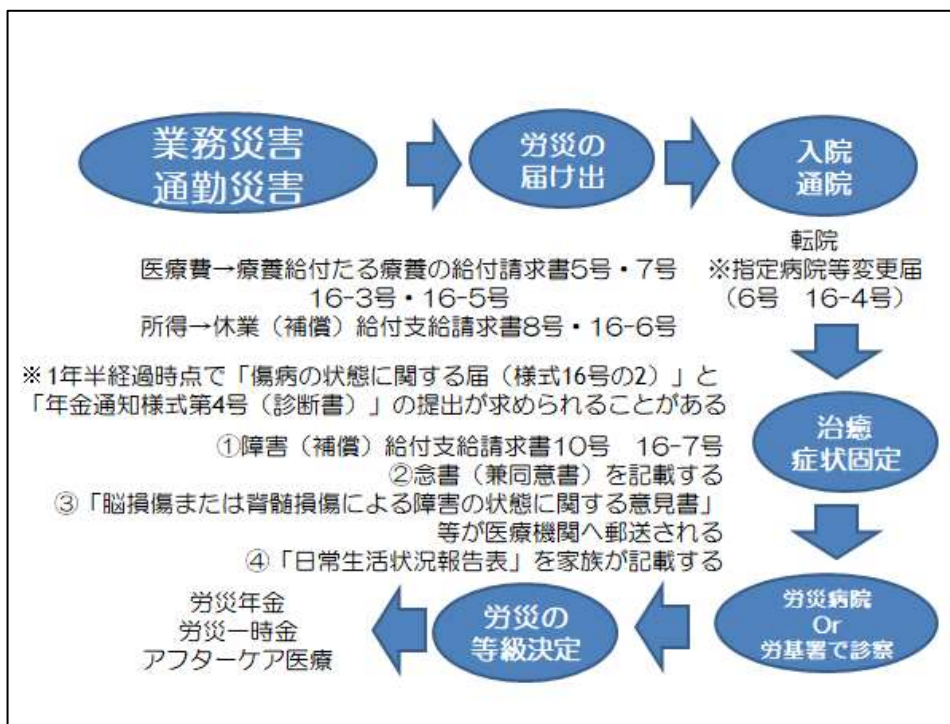 業務災害
通勤災害
労災の
届け出
入院
通院
転院
※指定病院等変更届
（6号　16-4号）
医療費→療養給付たる療養の給付請求書5号・7号
16-3号・16-5号
所得→休業（補償）給付支給請求書8号・16-6号
※1年半経過時点で「傷病の状態に関する届（様式16号の2）」と
「年金通知様式第4号（診断書）」の提出が求められることがある
治癒
症状固定
①障害（補償）給付支給請求書10号　16-7号
②念書（兼同意書）を記載する
③「脳損傷または脊髄損傷による障害の状態に関する意見書」
等が医療機関へ郵送される
④「日常生活状況報告表」を家族が記載する
労災病院
Or
労基署で診察
労災の
等級決定
労災年金
労災一時金
アフターケア医療